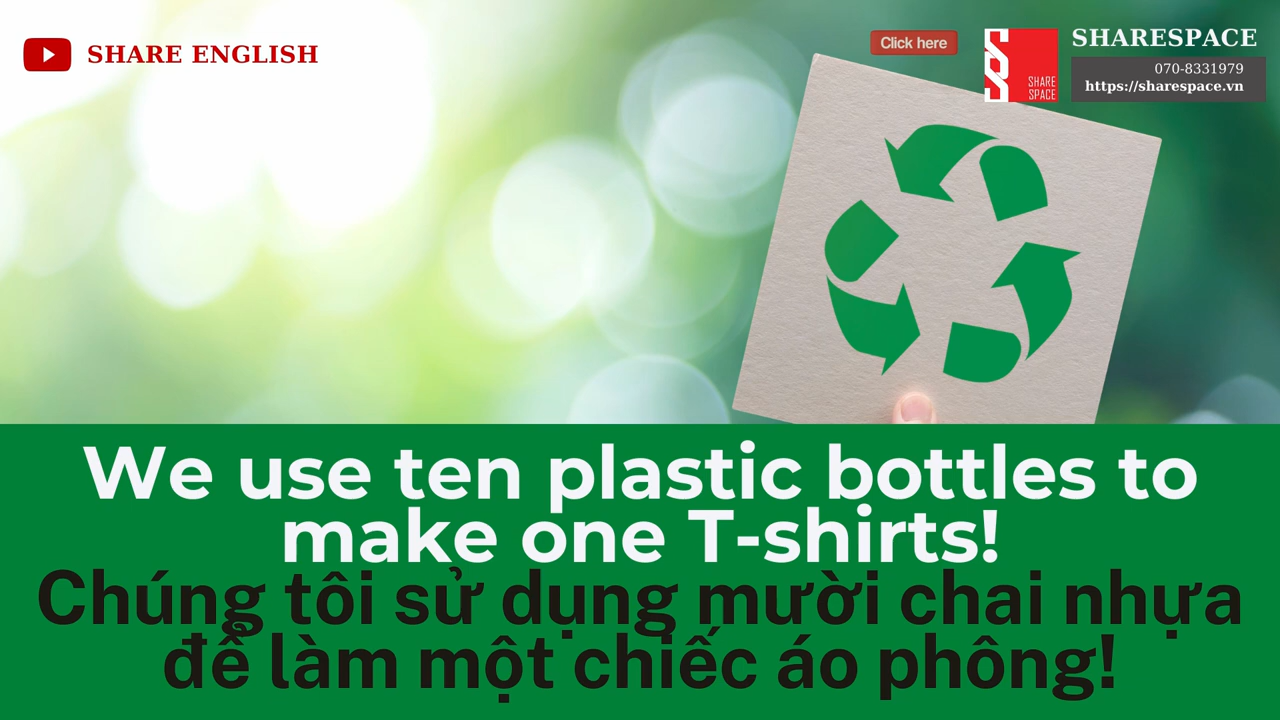 SHARE ENGLISH
Click here
SHARE
SPACE
SHARESPACE
070-8331979
https://sharespace.vn
We use ten plastic bottles to
make one T-shirts!
Chúng tôi sử dụng mười chai nhựa
để làm một chiếc áo phông!